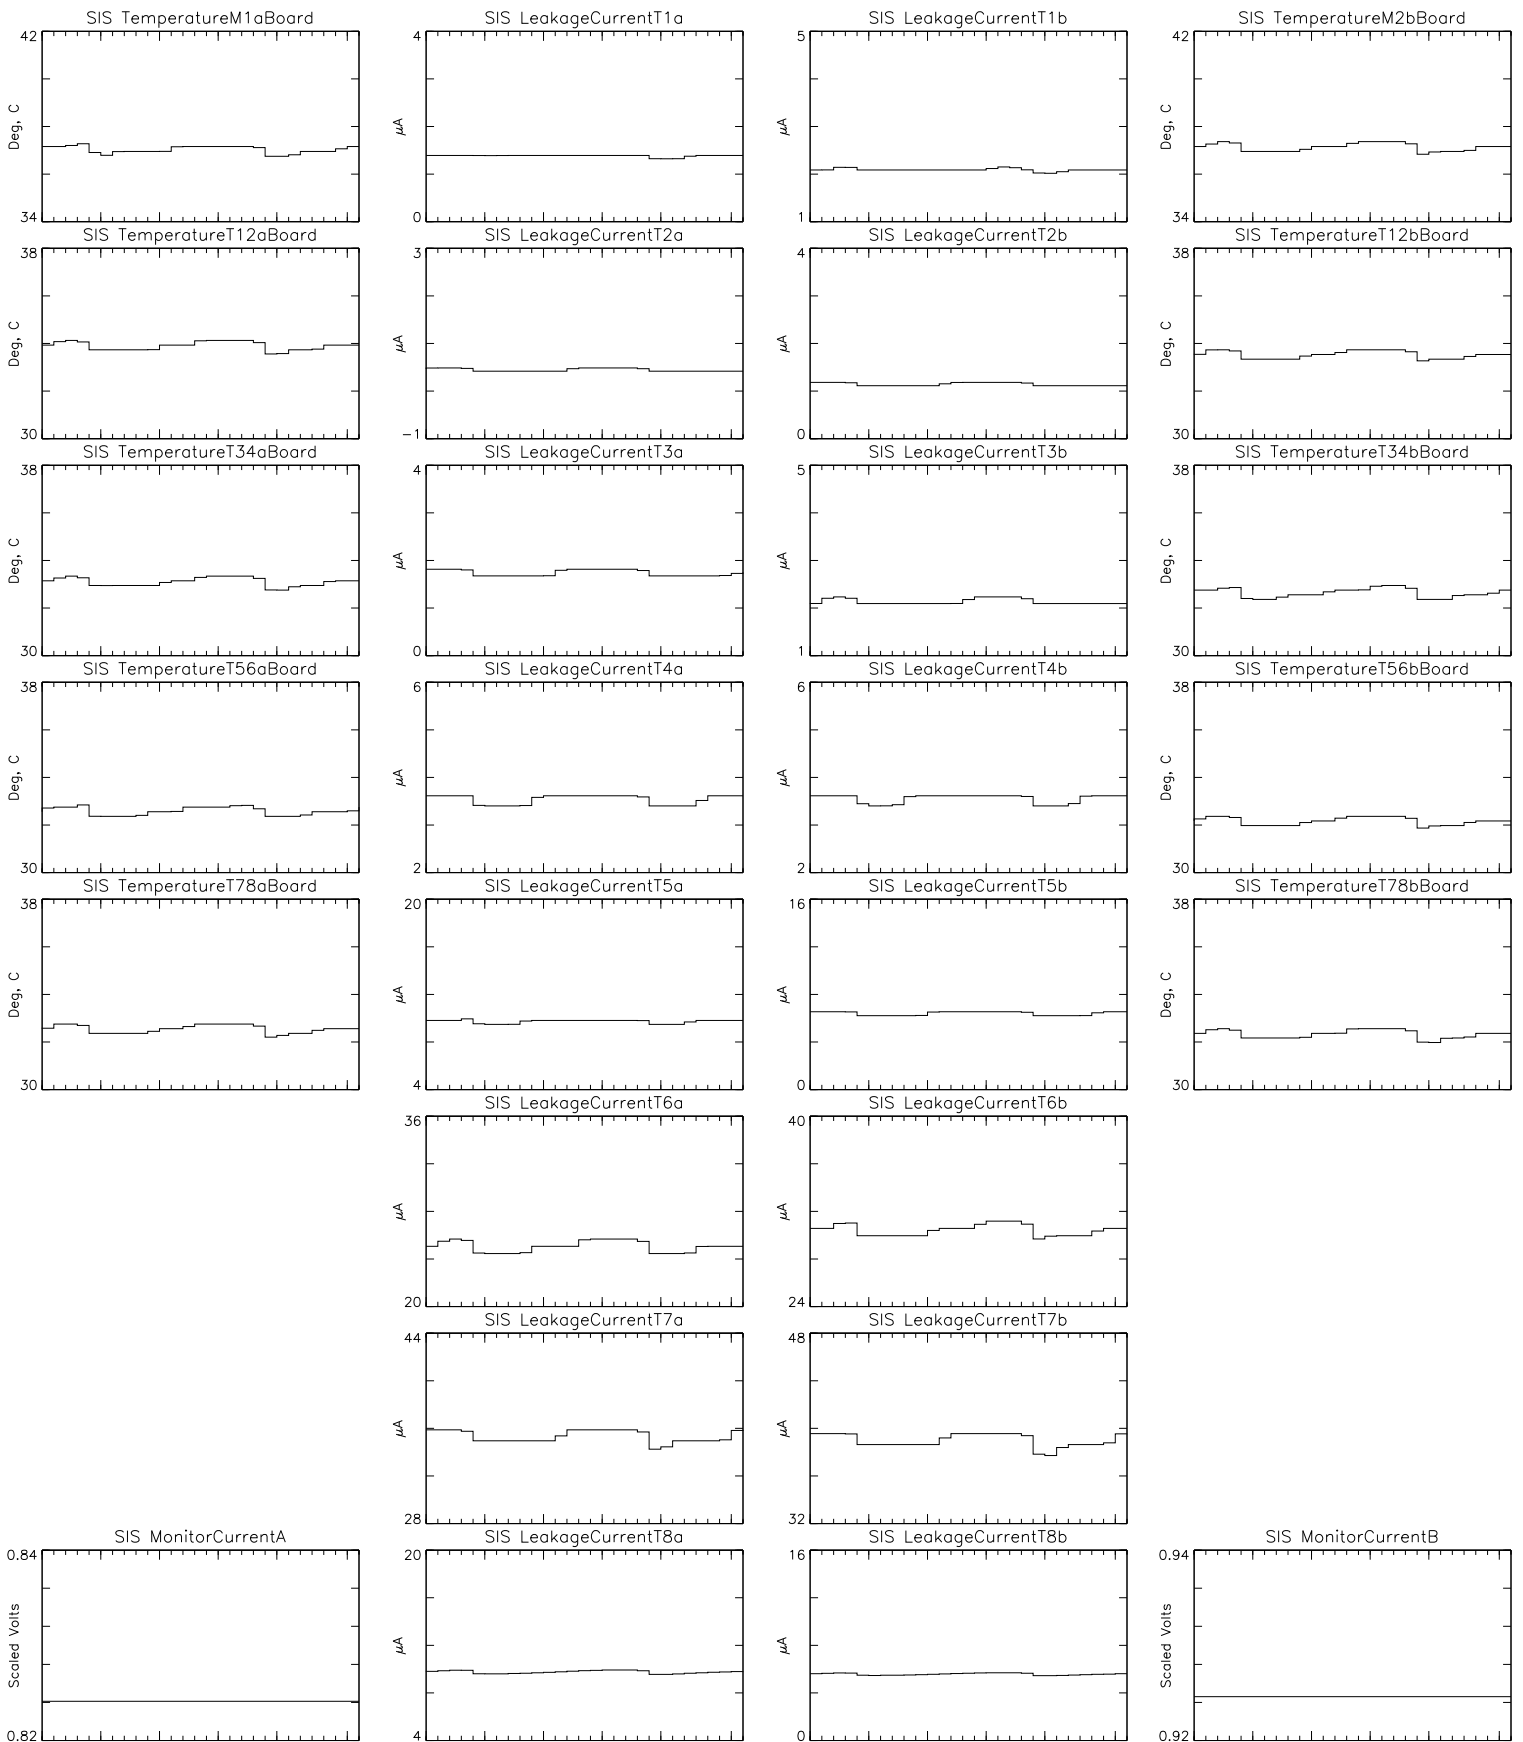 SIS TemperatureM1aBoard SIS LeakageCurrentT1a SIS LeakageCurrentT1b SIS TemperatureM2bBoard
42 4 5 42
Deg, C μA μA Deg, C
34 0 1 34
SIS TemperatureT12aBoard SIS LeakageCurrentT2a SIS LeakageCurrentT2b SIS TemperatureT12bBoard
38 3 4 38
Deg, C μA μA Deg, C
30 −1 0 30
SIS TemperatureT34aBoard SIS LeakageCurrentT3a SIS LeakageCurrentT3b SIS TemperatureT34bBoard
38 4 5 38
Deg, C μA μA Deg, C
30 0 1 30
SIS TemperatureT56aBoard SIS LeakageCurrentT4a SIS LeakageCurrentT4b SIS TemperatureT56bBoard
38 6 6 38
Deg, C μA μA Deg, C
30 2 2 30
SIS TemperatureT78aBoard SIS LeakageCurrentT5a SIS LeakageCurrentT5b SIS TemperatureT78bBoard
38 20 16 38
Deg, C μA μA Deg, C
30 4 0 30
SIS LeakageCurrentT6a SIS LeakageCurrentT6b
36 40
μA μA
20 24
SIS LeakageCurrentT7a SIS LeakageCurrentT7b
44 48
μA μA
28 32
SIS MonitorCurrentA SIS LeakageCurrentT8a SIS LeakageCurrentT8b SIS MonitorCurrentB
0.84 20 16 0.94
Scaled Volts μA μA Scaled Volts
0.82 4 0 0.92